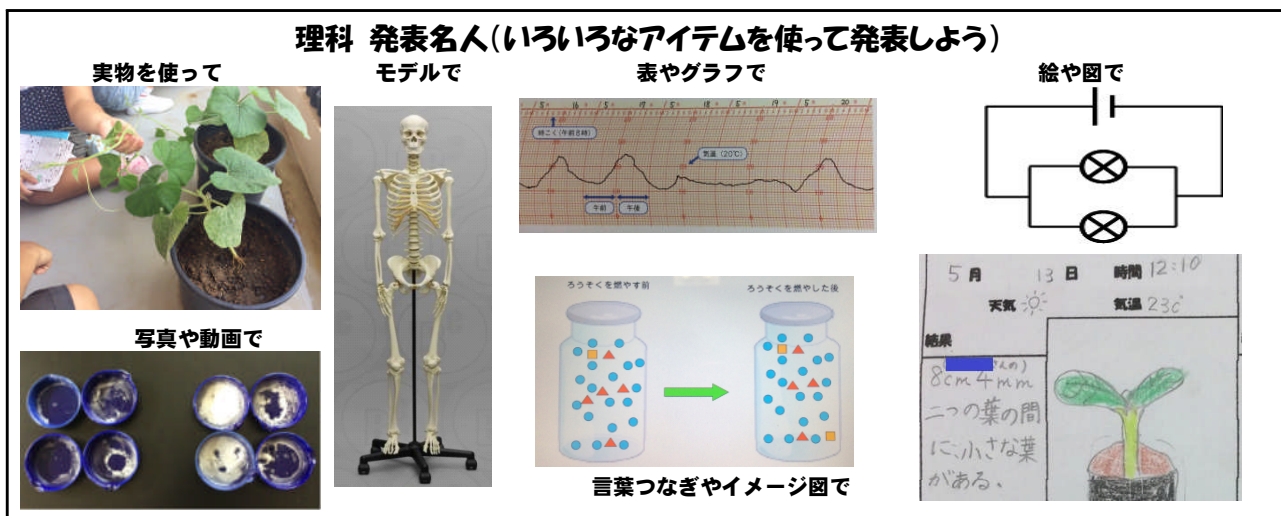 理科 発表名人(いろいろなアイテムを使って発表しよう)
実物を使って
モデルで
表やグラフで
絵や図で
時こく(午前8時)
気温(20℃)
午前
午後
写真や動画で
ろうそくを燃やす前
ろうそくを燃やした後
言葉つなぎやイメージ図で
5月 13日 時間 12:10
天気
気温 23℃
結果
さんの)
8cm4mm
二つの葉の間
に、小さな葉
がある。